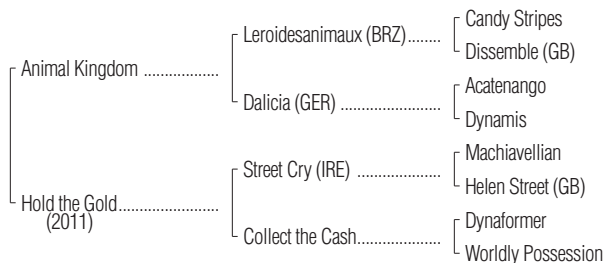 Candy Stripes
Leroidesanimaux (BRZ)........
Dissemble (GB)
Animal Kingdom ..................
Acatenango
Dalicia (GER) ........................
Dynamis
Machiavellian
Street Cry (IRE) ....................
Helen Street (GB)
Hold the Gold........................
(2011)
Dynaformer
Collect the Cash....................
Worldly Possession